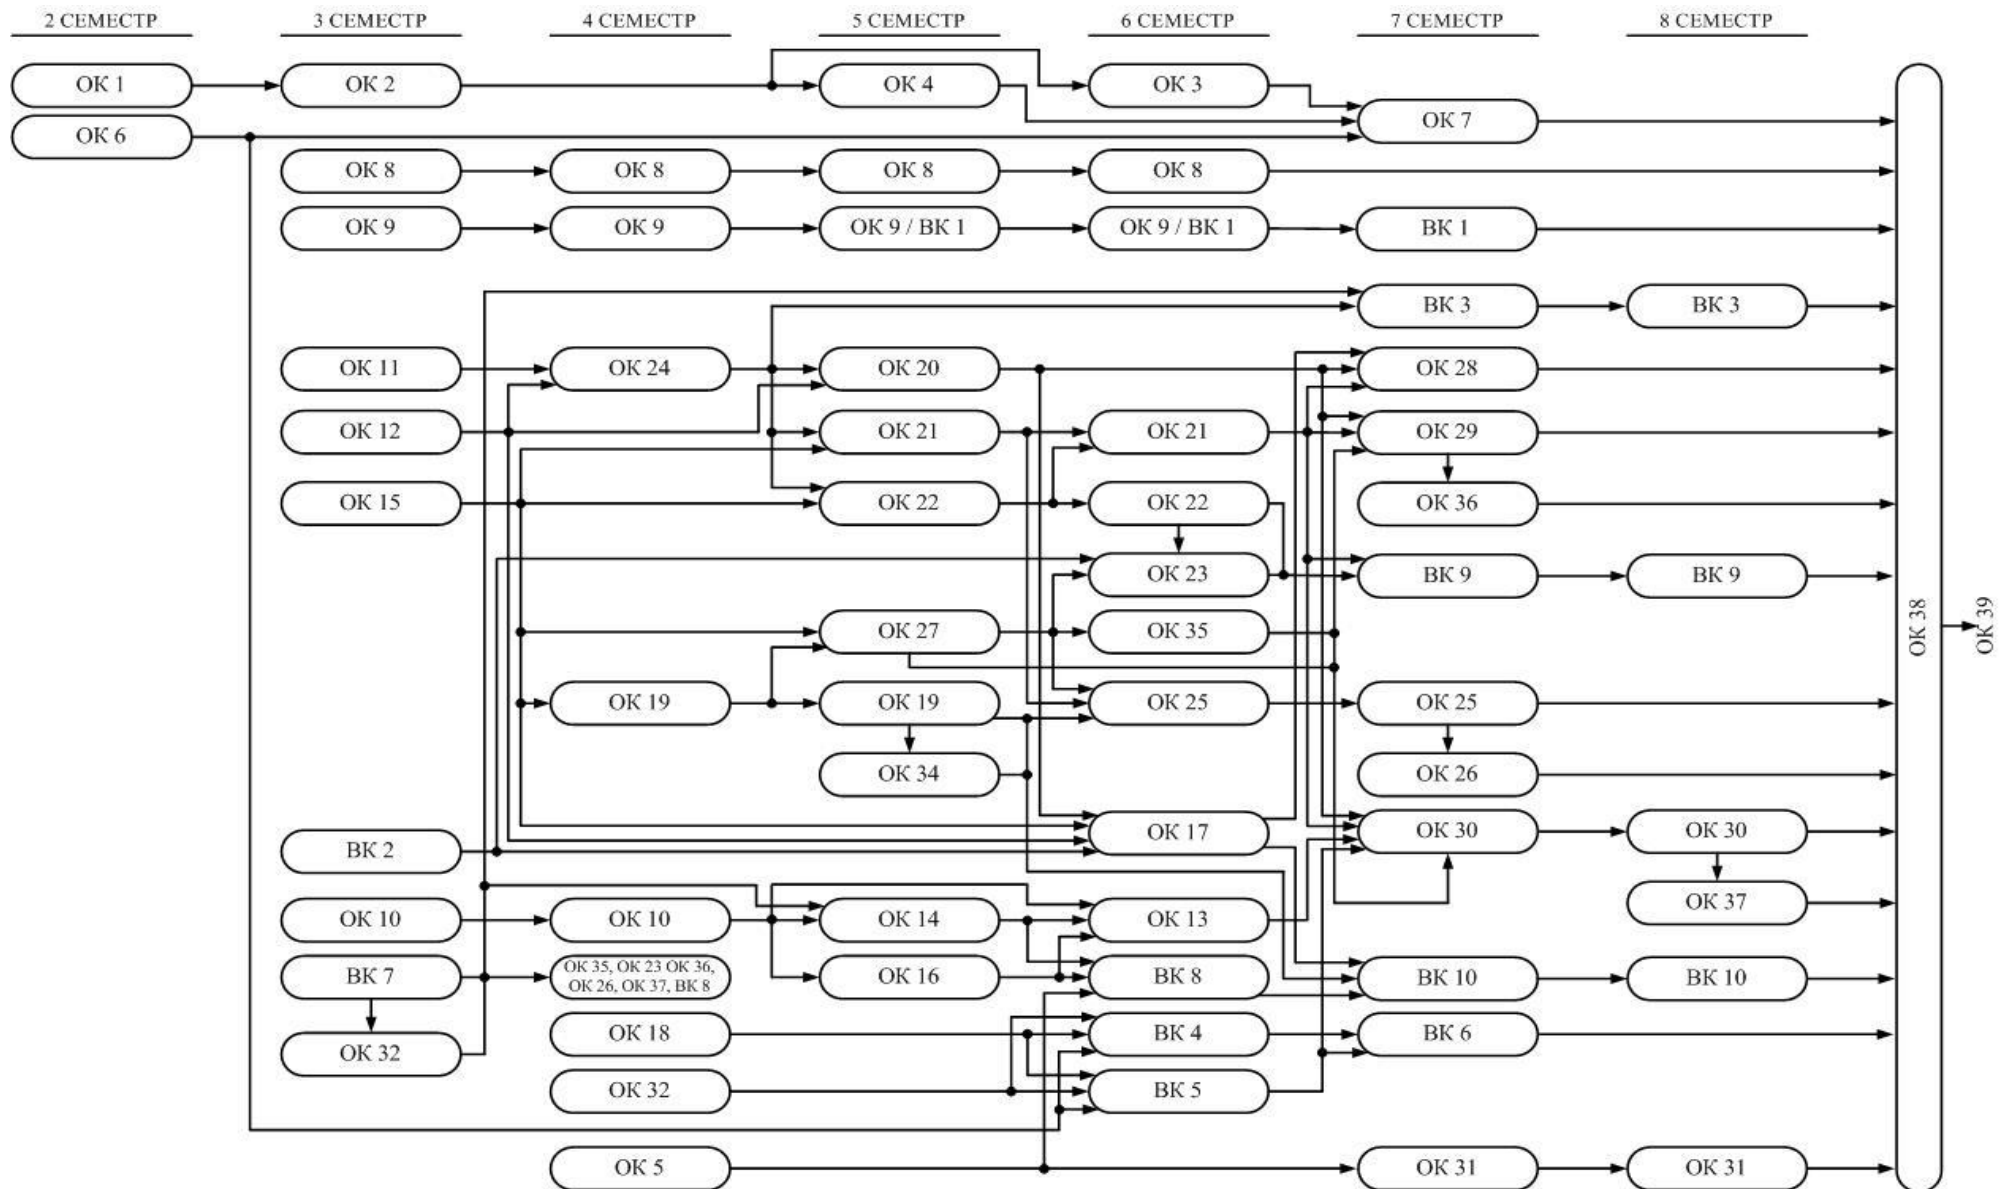 2 СЕМЕСТР 3 СЕМЕСТР 4 СЕМЕСТР 5 СЕМЕСТР 6 СЕМЕСТР 7 СЕМЕСТР 8 СЕМЕСТР
ОК 1 ОК 2 ОК 4 ОК 3
ОК 7
ОК 6
ОК 8 ОК 8 ОК 8 ОК 8
ОК 9 ОК 9 ОК 9 / ВК 1 ОК 9 / ВК 1 ВК 1
ВК 3 ВК 3
ОК 11 ОК 24 ОК 20 ОК 28
ОК 12 ОК 21 ОК 21 ОК 29
ОК 15 ОК 22 ОК 22 ОК 36
ОК 23 ВК 9 ВК 9
ОК 27 ОК 35
ОК 38
ОК 39
ОК 19 ОК 19 ОК 25 ОК 25
ОК 34 ОК 26
ОК 17 ОК 30 ОК 30
ВК 2
ОК 37
ОК 10 ОК 10 ОК 14 ОК 13
ВК 7 ОК 35, ОК 23 ОК 36,
ОК 26, ОК 37, ВК 8
ОК 16 ВК 8 ВК 10 ВК 10
ОК 18 ВК 4 ВК 6
ОК 32
ОК 32 ВК 5
ОК 5 ОК 31 ОК 31